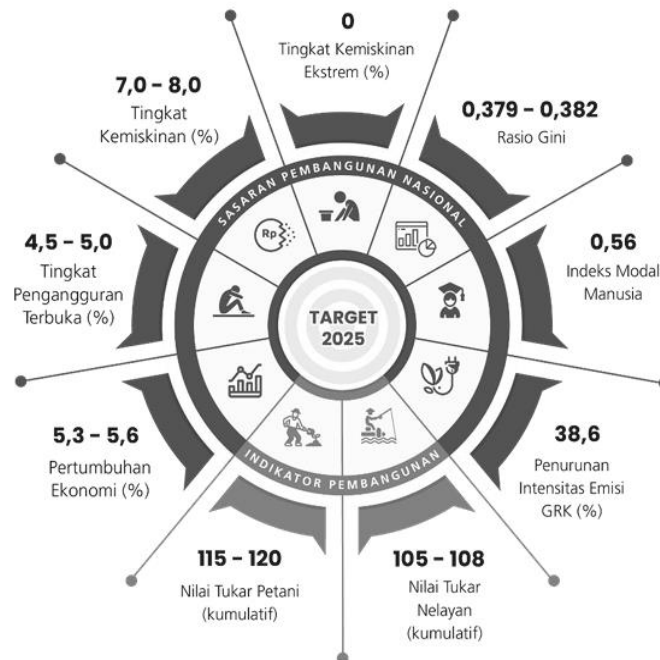 0
Tingkat Kemiskinan
Ekstrem (%)
0,379 – 0,382
Rasio Gini
0,56
Indeks Modal
Manusia
38,6
Penurunan
Intensitas Emisi
GRK (%)
105 – 108
Nilai Tukar
Nelayan
(kumulatif)
115 – 120
Nilai Tukar Petani
(kumulatif)
5,3 – 5,6
Pertumbuhan
Ekonomi (%)
4,5 – 5,0
Tingkat
Pengangguran
Terbuka (%)
7,0 – 8,0
Tingkat
Kemiskinan (%)
SASARAN PEMBANGUNAN NASIONAL
Rp
TARGET
2025
INDIKATOR PEMBANGUNAN